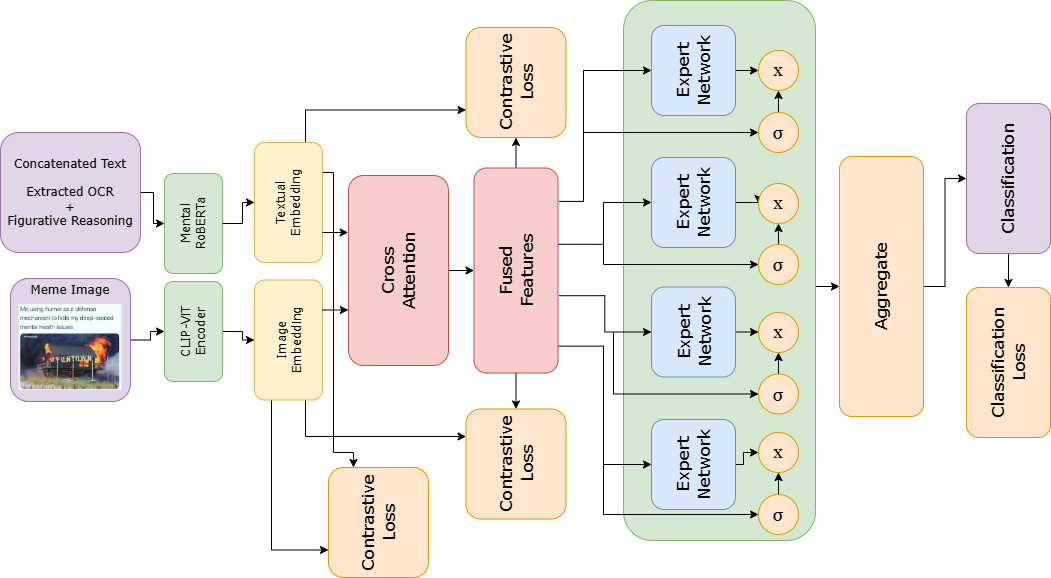 Concatenated Text
Extracted OCR
+
Figurative Reasoning
Meme Image
Me using humor as a defense
mechanism to hide my deep-seated
mental health issues
FUNTOWN
Mental
RoBERTa
CLIP-VIT
Encoder
Textual
Embedding
Image
Embedding
Cross
Attention
Contrastive
Loss
Fused
Features
Contrastive
Loss
Contrastive
Loss
Expert
Network
x
σ
Expert
Network
x
σ
Expert
Network
x
σ
Expert
Network
x
σ
Aggregate
Classification
Classification
Loss